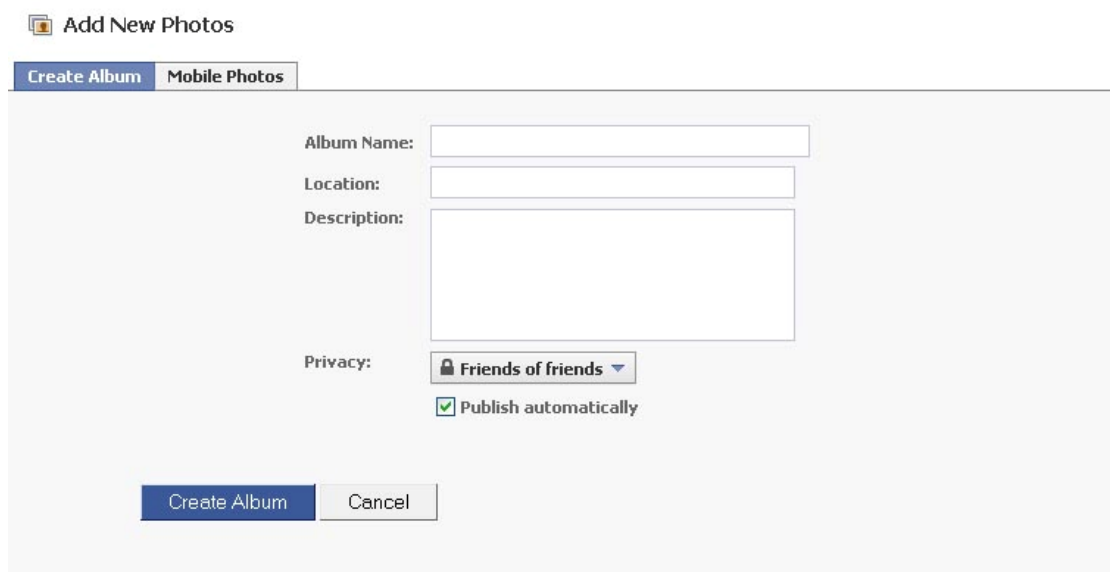 Add New Photos
Create Album Mobile Photos
Album Name:
Location:
Description:
Privacy: Friends of friends
Publish automatically
Create Album Cancel